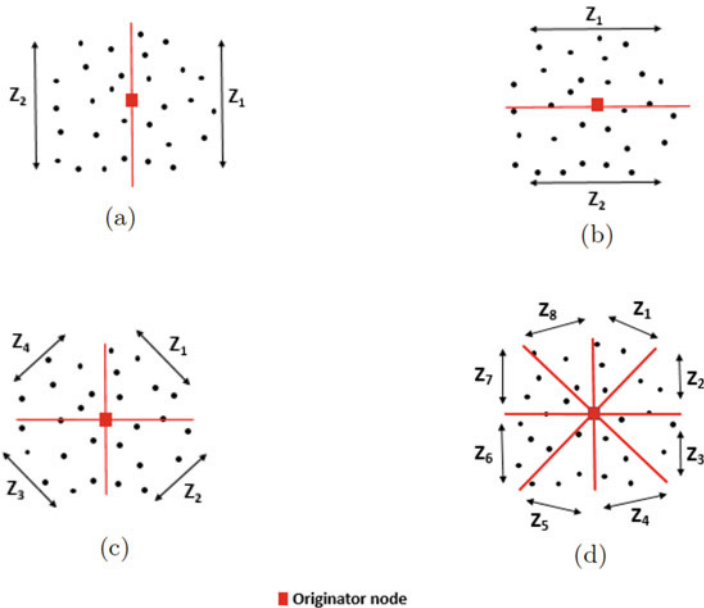 Z1
Z2
Z1
(a)
Z2
(b)
Z4
Z1
Z3
Z2
(c)
Z8
Z1
Z7
Z2
Z6
Z3
Z5
Z4
(d)
Originator node